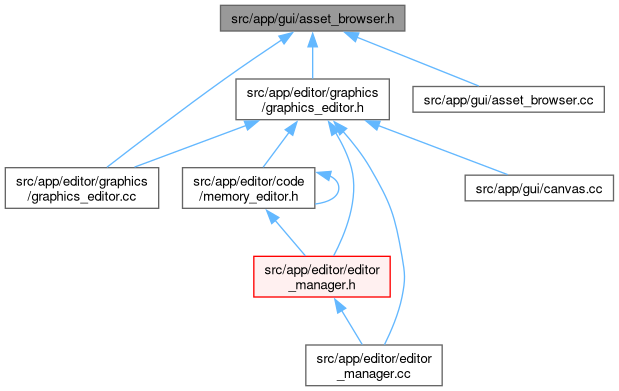 src/app/gui/asset_browser.h
src/app/editor/graphics
/graphics_editor.h
src/app/gui/asset_browser.cc
src/app/editor/graphics
/graphics_editor.cc
src/app/editor/code
/memory_editor.h
src/app/gui/canvas.cc
src/app/editor/editor
_manager.h
src/app/editor/editor
_manager.cc